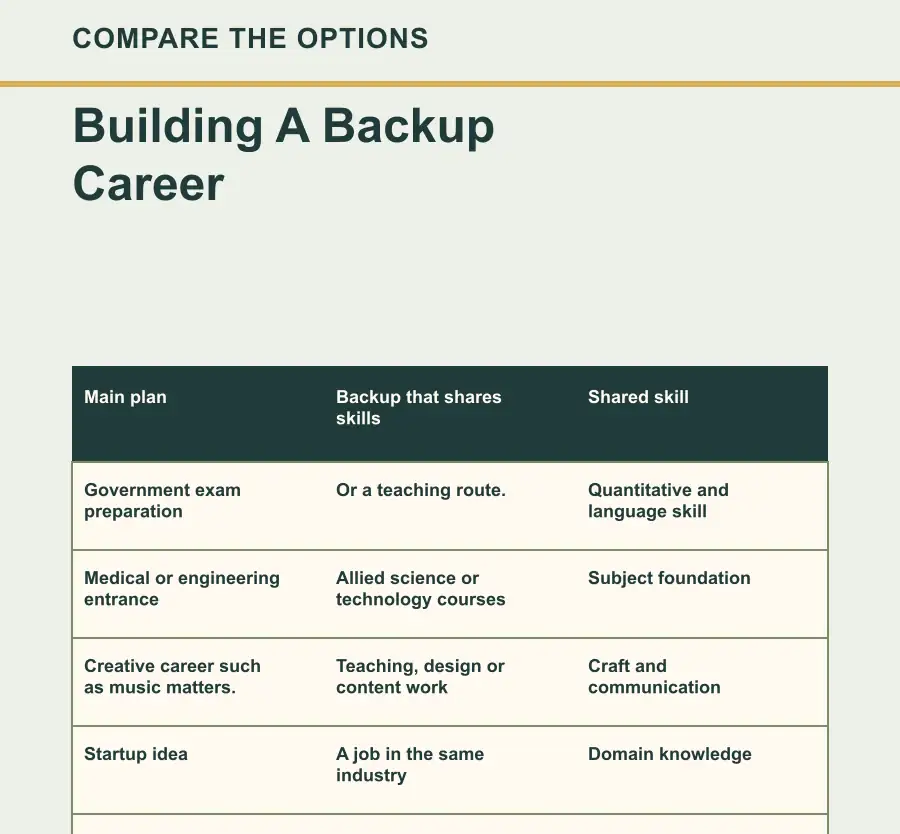 COMPARE THE OPTIONS
Building A Backup
Career
Main plan
Backup that shares
skills
Shared skill
Government exam
preparation
Or a teaching route.
Quantitative and
language skill
Medical or engineering
entrance
Allied science or
technology courses
Subject foundation
Creative career such
as music matters.
Teaching, design or
content work
Craft and
communication
Startup idea
A job in the same
industry
Domain knowledge